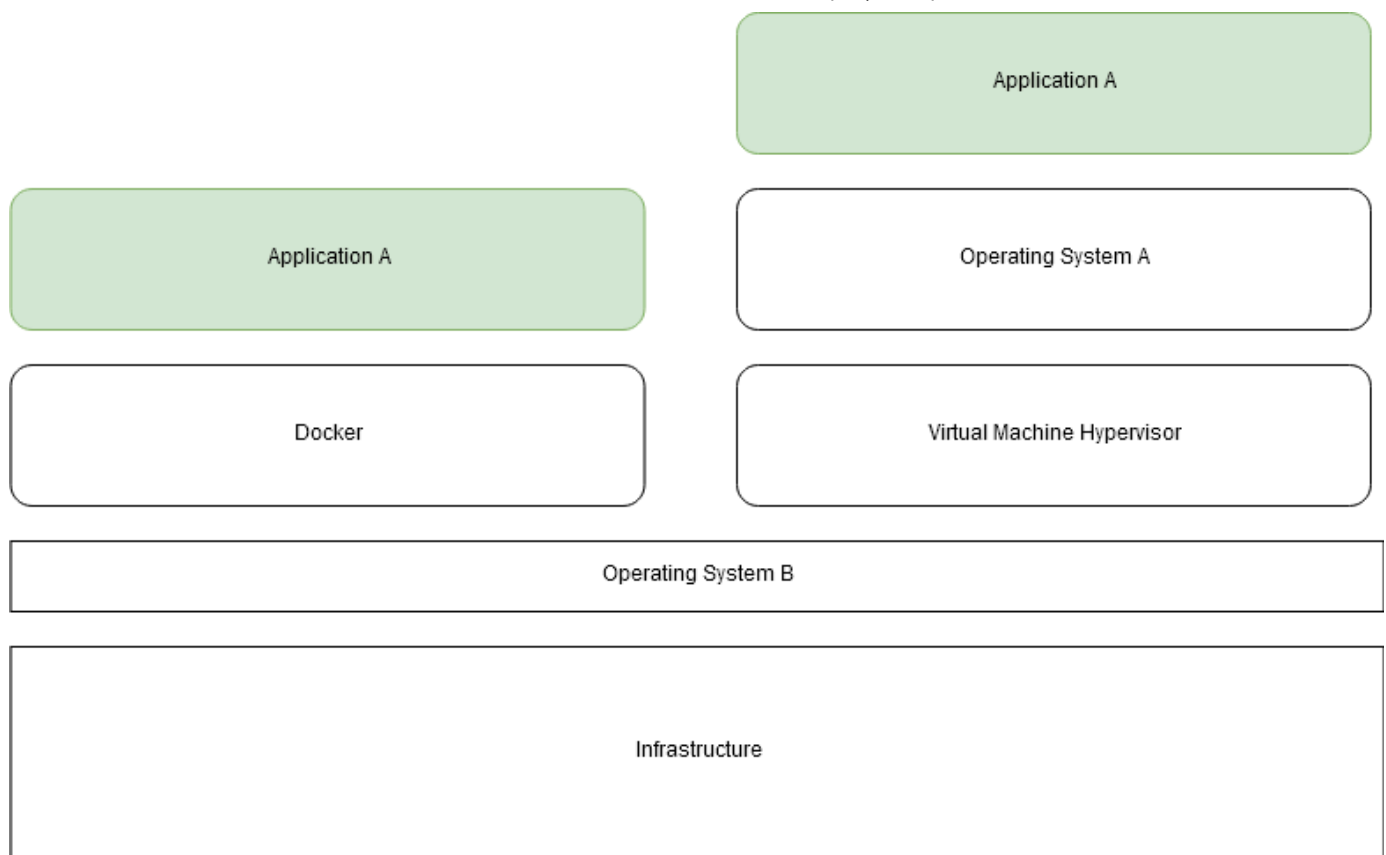 Application A
Application A
Operating System A
Docker
Virtual Machine Hypervisor
Operating System B
Infrastructure